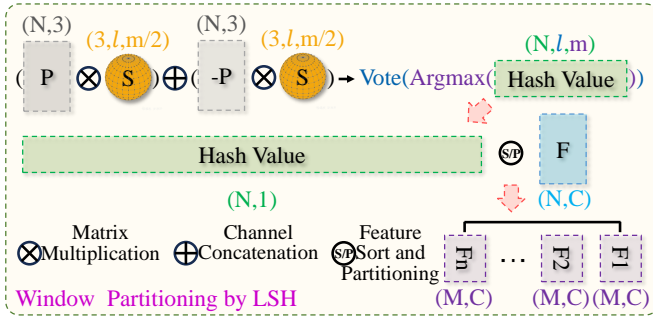 (N,3) (3,l,m/2) (N,3) (3,l,m/2) (N,l,m)
( P ⊗ S ) ⊕ ( -P ⊗ S ) → Vote(Argmax( Hash Value ))
Hash Value S/P F
(N,1) (N,C)
Matrix Multiplication
Channel Concatenation
S/P Feature Sort and Partitioning
Fn ... F2 F1
(M,C) (M,C) (M,C)
Window Partitioning by LSH